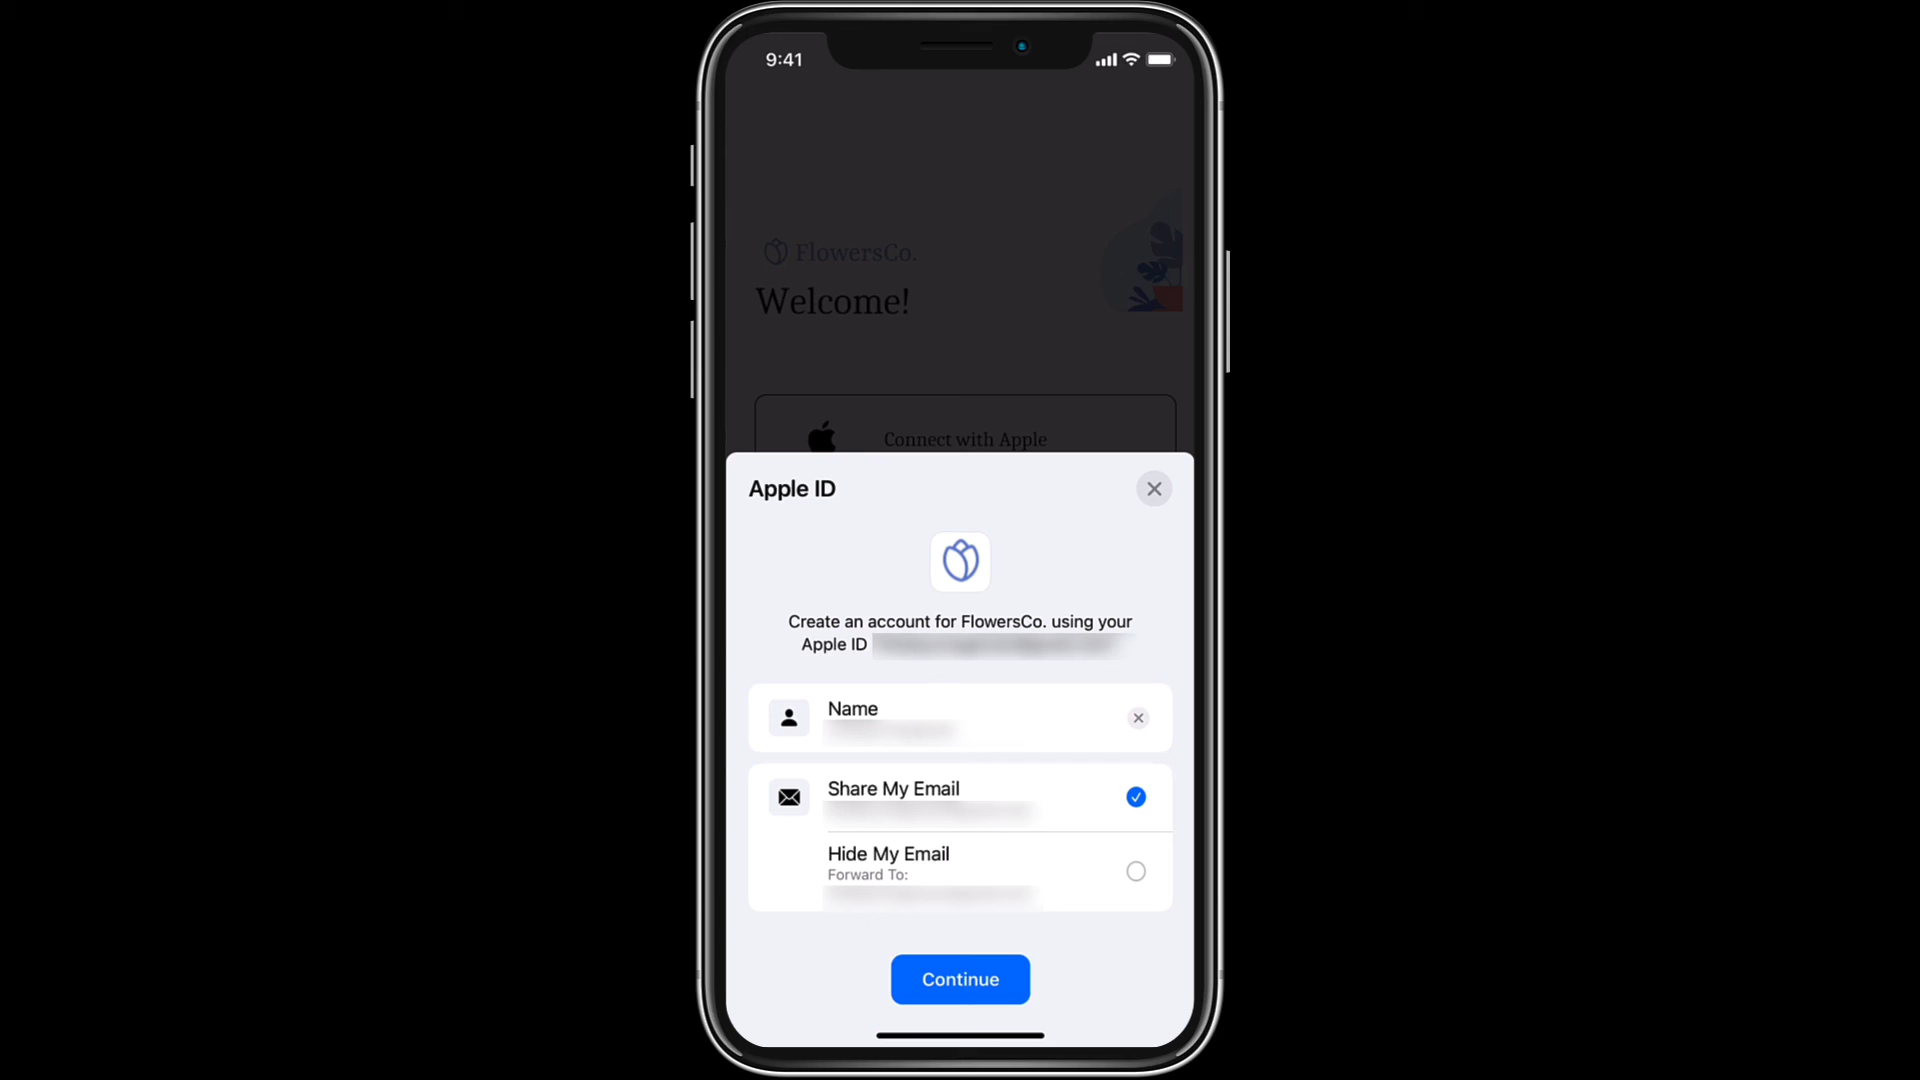 9:41
FlowersCo.
Welcome!
Connect with Apple
Apple ID
Create an account for FlowersCo. using your
Apple ID
Name
Share My Email
Hide My Email
Forward To:
Continue